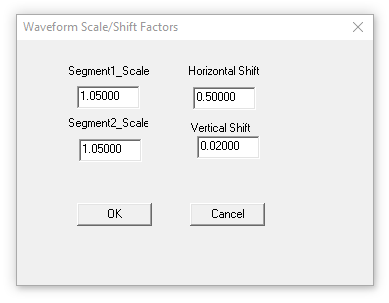 Waveform Scale/Shift Factors
Segment1_Scale Horizontal Shift
1.05000 0.50000
Segment2_Scale Vertical Shift
1.05000 0.02000
OK Cancel